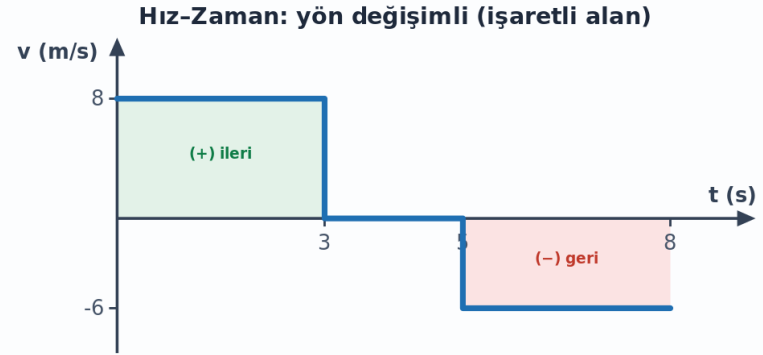 Hız–Zaman: yön değişimli (işaretli alan)
v (m/s)
8
(+) ileri
t (s)
3
5
8
(−) geri
-6